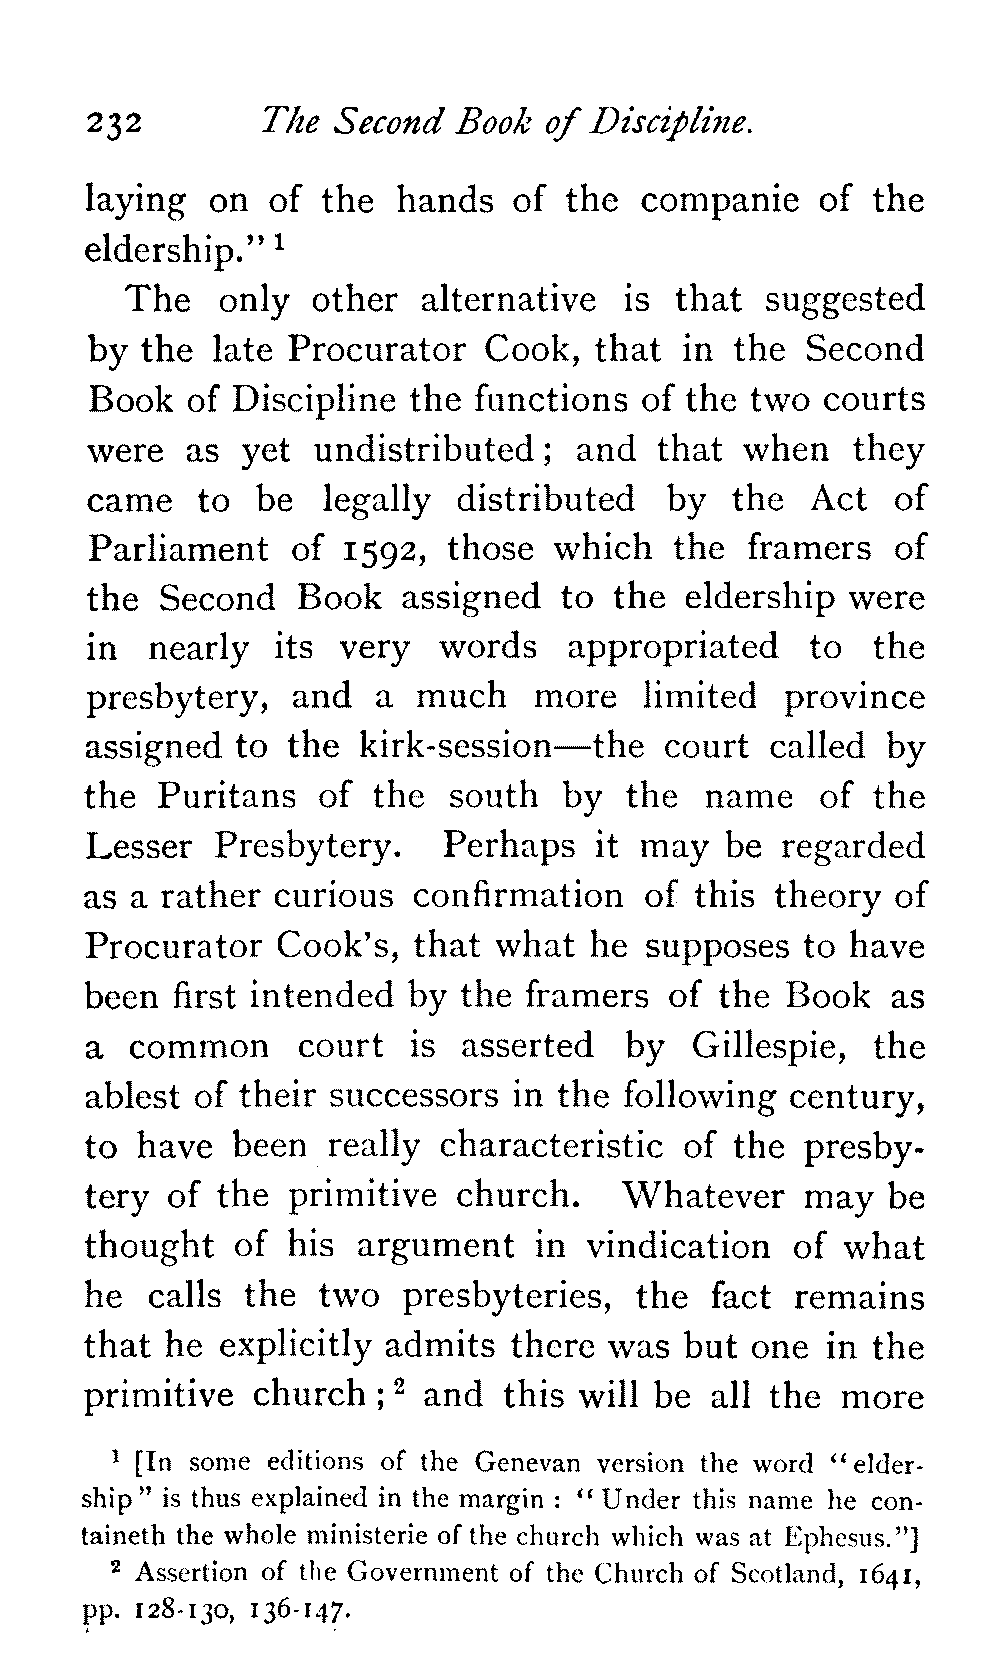 232 The Second Book of Discipline.
laying on of the hands of the companie of the
eldership." ¹
The only other alternative is that suggested
by the late Procurator Cook, that in the Second
Book of Discipline the functions of the two courts
were as yet undistributed; and that when they
came to be legally distributed by the Act of
Parliament of 1592, those which the framers of
the Second Book assigned to the eldership were
in nearly its very words appropriated to the
presbytery, and a much more limited province
assigned to the kirk-session—the court called by
the Puritans of the south by the name of the
Lesser Presbytery. Perhaps it may be regarded
as a rather curious confirmation of this theory of
Procurator Cook's, that what he supposes to have
been first intended by the framers of the Book as
a common court is asserted by Gillespie, the
ablest of their successors in the following century,
to have been really characteristic of the presby-
tery of the primitive church. Whatever may be
thought of his argument in vindication of what
he calls the two presbyteries, the fact remains
that he explicitly admits there was but one in the
primitive church ; ² and this will be all the more
¹ [In some editions of the Genevan version the word "elder-
ship" is thus explained in the margin : "Under this name he con-
taineth the whole ministerie of the church which was at Ephesus."]
² Assertion of the Government of the Church of Scotland, 1641,
pp. 128-130, 136-147.